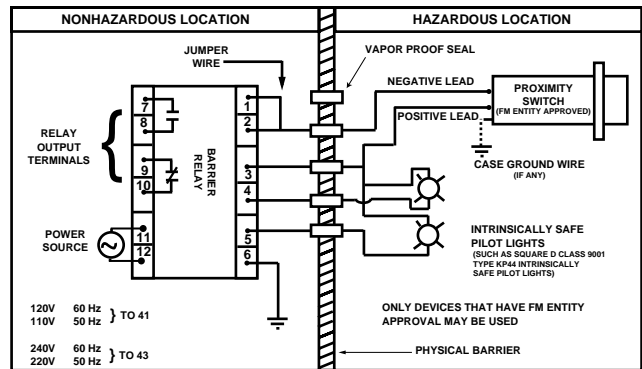 NONHAZARDOUS LOCATION
HAZARDOUS LOCATION
JUMPER
WIRE
VAPOR PROOF SEAL
NEGATIVE LEAD
PROXIMITY
SWITCH
(FM ENTITY APPROVED)
POSITIVE LEAD
CASE GROUND WIRE
(IF ANY)
RELAY
OUTPUT
TERMINALS
7
8
9
10
11
12
BARRIER
RELAY
1
2
3
4
5
6
POWER
SOURCE
INTRINSICALLY SAFE
PILOT LIGHTS
(SUCH AS SQUARE D CLASS 9001
TYPE KP44 INTRINSICALLY
SAFE PILOT LIGHTS)
120V 60 Hz
110V 50 Hz } TO 41
240V 60 Hz
220V 50 Hz } TO 43
ONLY DEVICES THAT HAVE FM ENTITY
APPROVAL MAY BE USED
PHYSICAL BARRIER